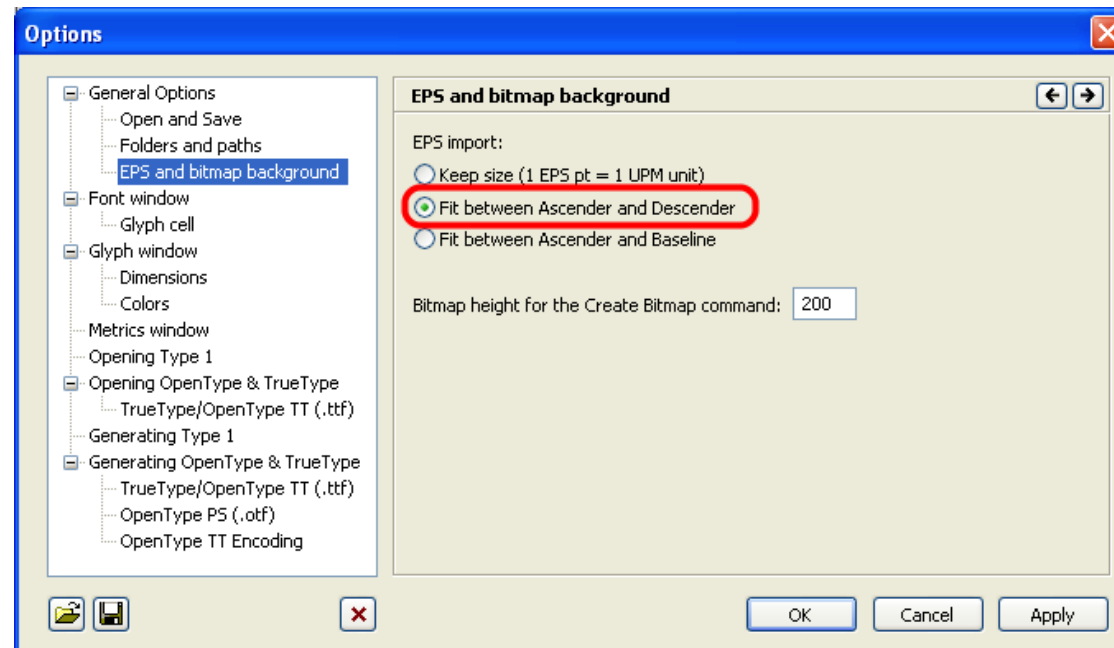 Options
General Options
Open and Save
Folders and paths
EPS and bitmap background
Font window
Glyph cell
Glyph window
Dimensions
Colors
Metrics window
Opening Type 1
Opening OpenType & TrueType
TrueType/OpenType TT (.ttf)
Generating Type 1
Generating OpenType & TrueType
TrueType/OpenType TT (.ttf)
OpenType PS (.otf)
OpenType TT Encoding
EPS and bitmap background
EPS import:
Keep size (1 EPS pt = 1 UPM unit)
Fit between Ascender and Descender
Fit between Ascender and Baseline
Bitmap height for the Create Bitmap command: 200
OK Cancel Apply